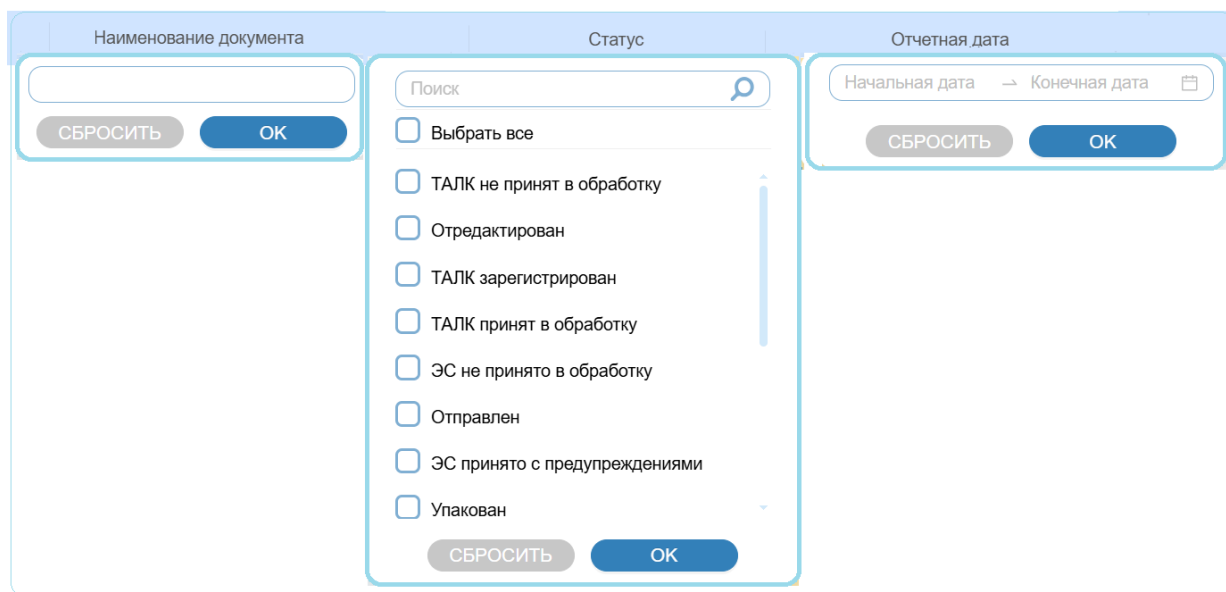 Наименование документа
Статус
Отчетная дата
СБРОСИТЬ
OK
Поиск
Выбрать все
ТАЛК не принят в обработку
Отредактирован
ТАЛК зарегистрирован
ТАЛК принят в обработку
ЭС не принято в обработку
Отправлен
ЭС принято с предупреждениями
Упакован
СБРОСИТЬ
OK
Начальная дата → Конечная дата
СБРОСИТЬ
OK